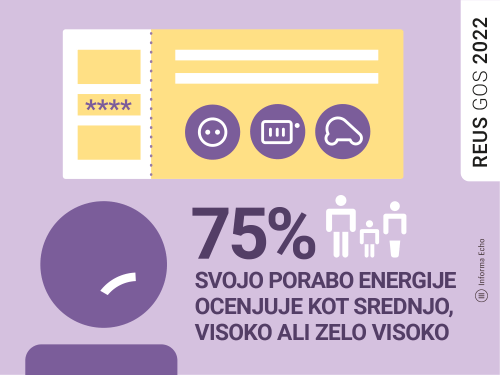 REUS GOS 2022
****
75%
SVOJO PORABO ENERGIJE
OCENJUJE KOT SREDNJO,
VISOKO ALI ZELO VISOKO
Informa Echo